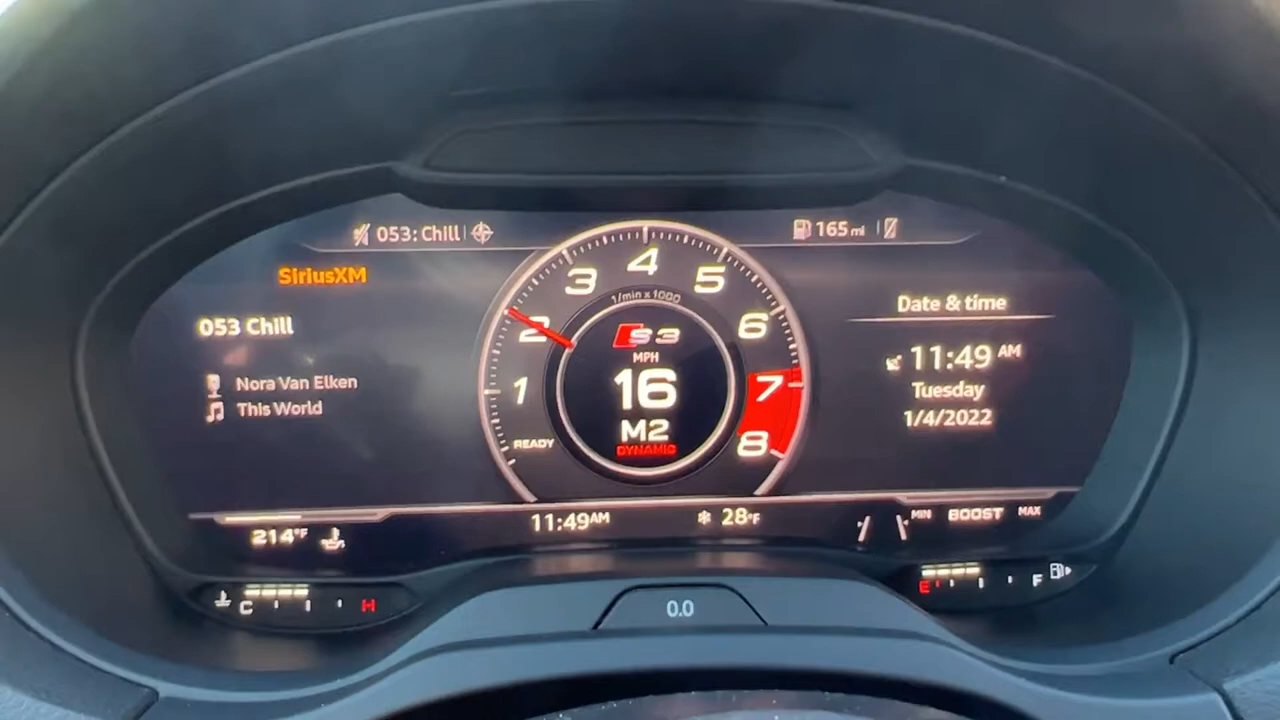 053: Chill
165 mi
SiriusXM
053 Chill
Nora Van Elken
This World
1 2 3 4 5 6 7 8
1/min x 1000
READY
S3
MPH
16
M2
DYNAMIC
Date & time
11:49 AM
Tuesday
1/4/2022
214°F
11:49AM
28°F
MIN BOOST MAX
C H
E F
0.0